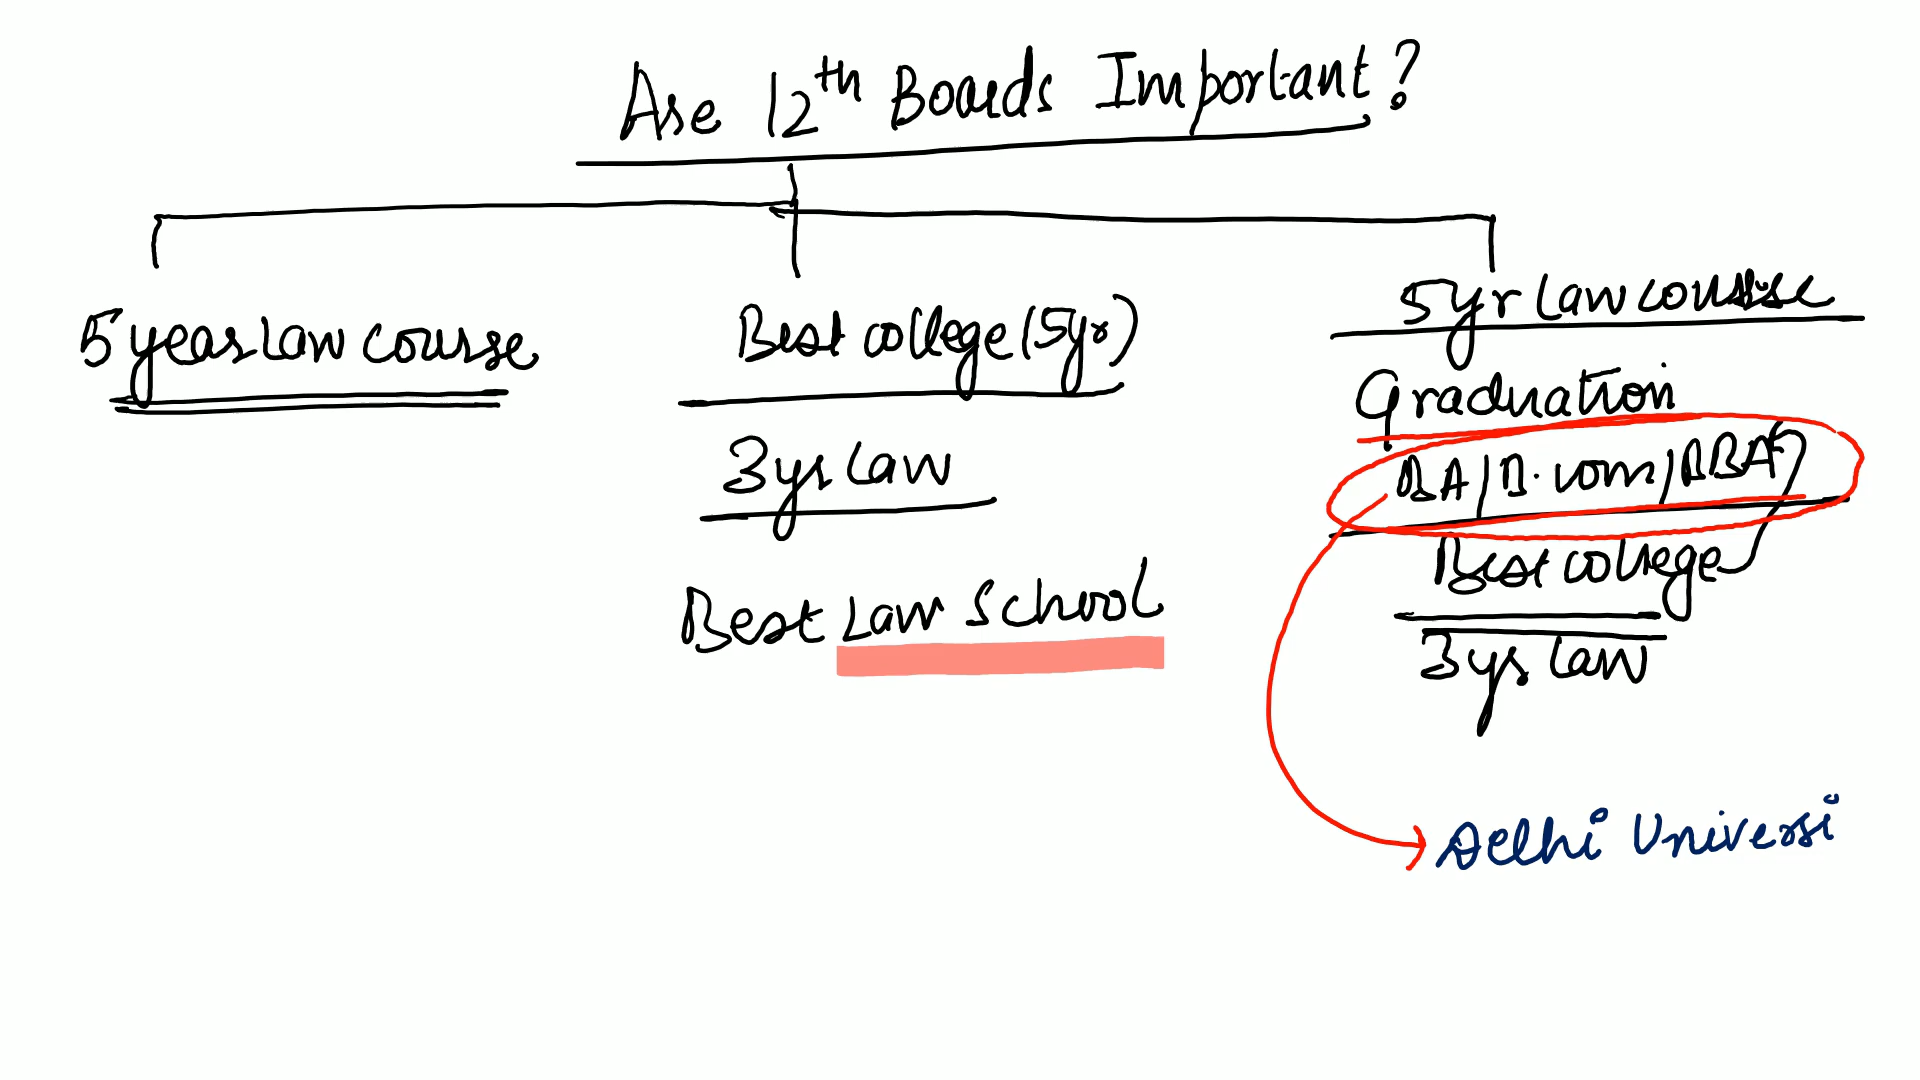 Are 12th Boards Important?
5 year Law course
Best college (5yr)
3yr Law
Best Law School
5yr Law course
Graduation
BA/B.com/BBA
Best college
3yr Law
Delhi Universi